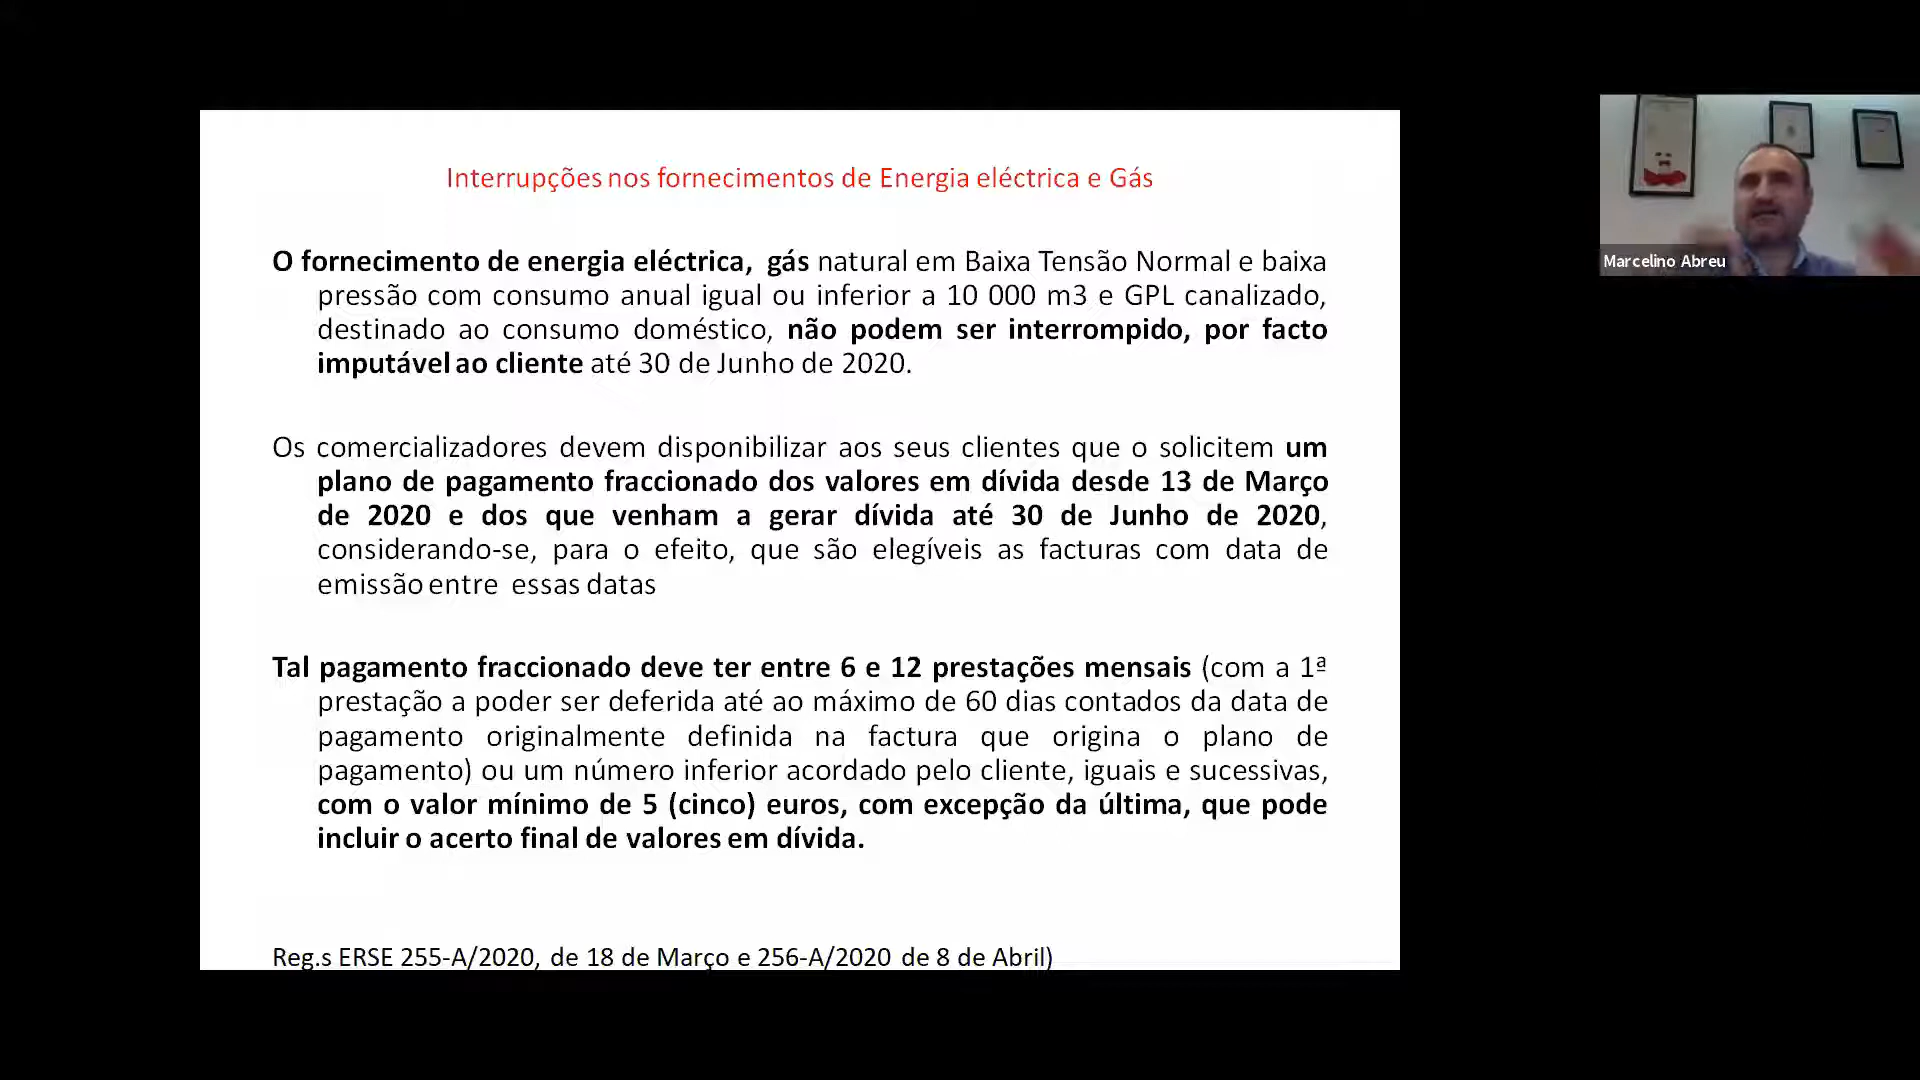 Interrupções nos fornecimentos de Energia eléctrica e Gás
O fornecimento de energia eléctrica, gás natural em Baixa Tensão Normal e baixa
pressão com consumo anual igual ou inferior a 10 000 m3 e GPL canalizado,
destinado ao consumo doméstico, não podem ser interrompido, por facto
imputável ao cliente até 30 de Junho de 2020.
Os comercializadores devem disponibilizar aos seus clientes que o solicitem um
plano de pagamento fraccionado dos valores em dívida desde 13 de Março
de 2020 e dos que venham a gerar dívida até 30 de Junho de 2020,
considerando-se, para o efeito, que são elegíveis as facturas com data de
emissão entre essas datas
Tal pagamento fraccionado deve ter entre 6 e 12 prestações mensais (com a 1ª
prestação a poder ser deferida até ao máximo de 60 dias contados da data de
pagamento originalmente definida na factura que origina o plano de
pagamento) ou um número inferior acordado pelo cliente, iguais e sucessivas,
com o valor mínimo de 5 (cinco) euros, com excepção da última, que pode
incluir o acerto final de valores em dívida.
Reg.s ERSE 255-A/2020, de 18 de Março e 256-A/2020 de 8 de Abril)
Marcelino Abreu